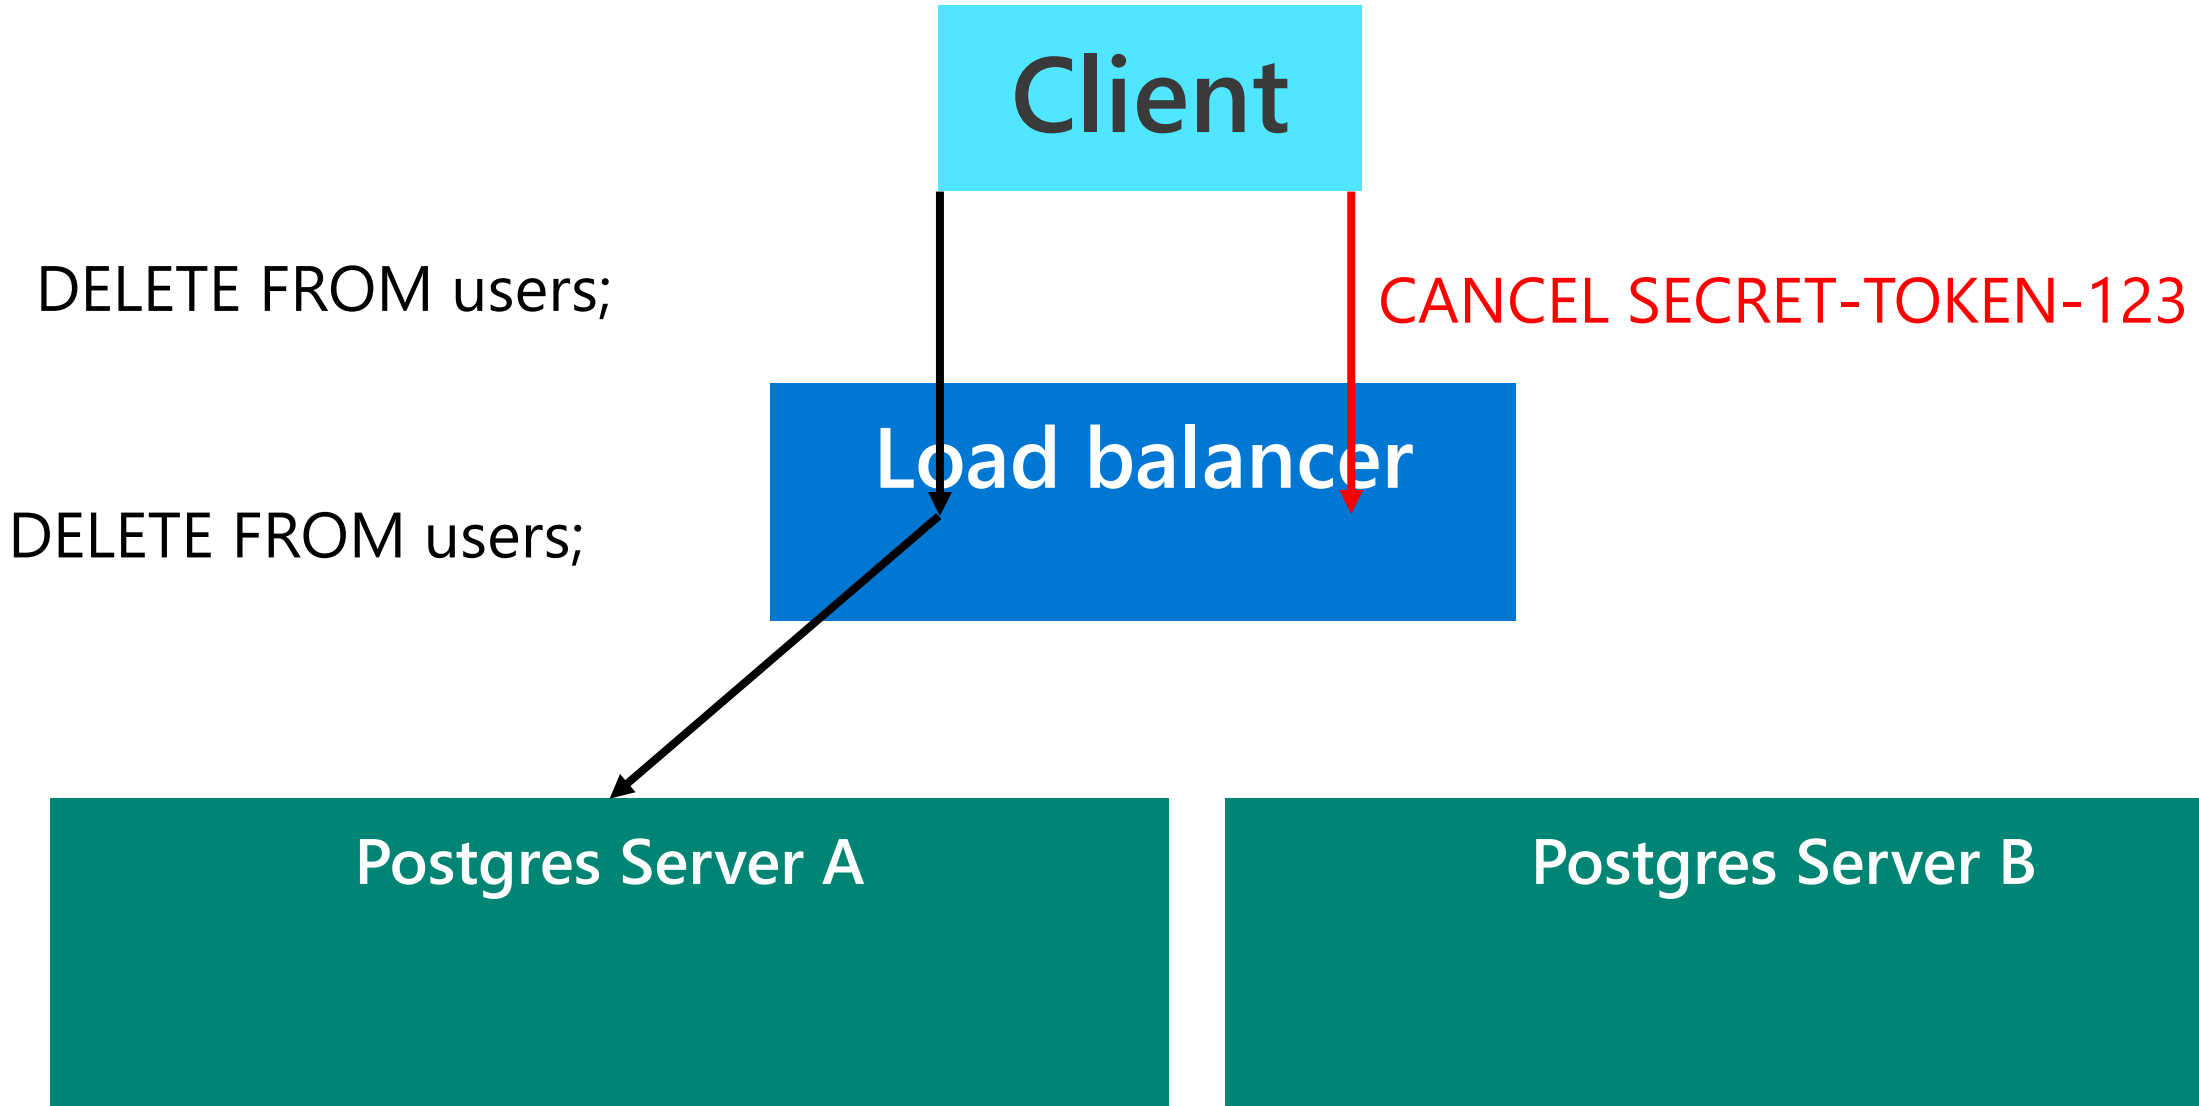 Client
DELETE FROM users;
CANCEL SECRET-TOKEN-123
Load balancer
DELETE FROM users;
Postgres Server A
Postgres Server B